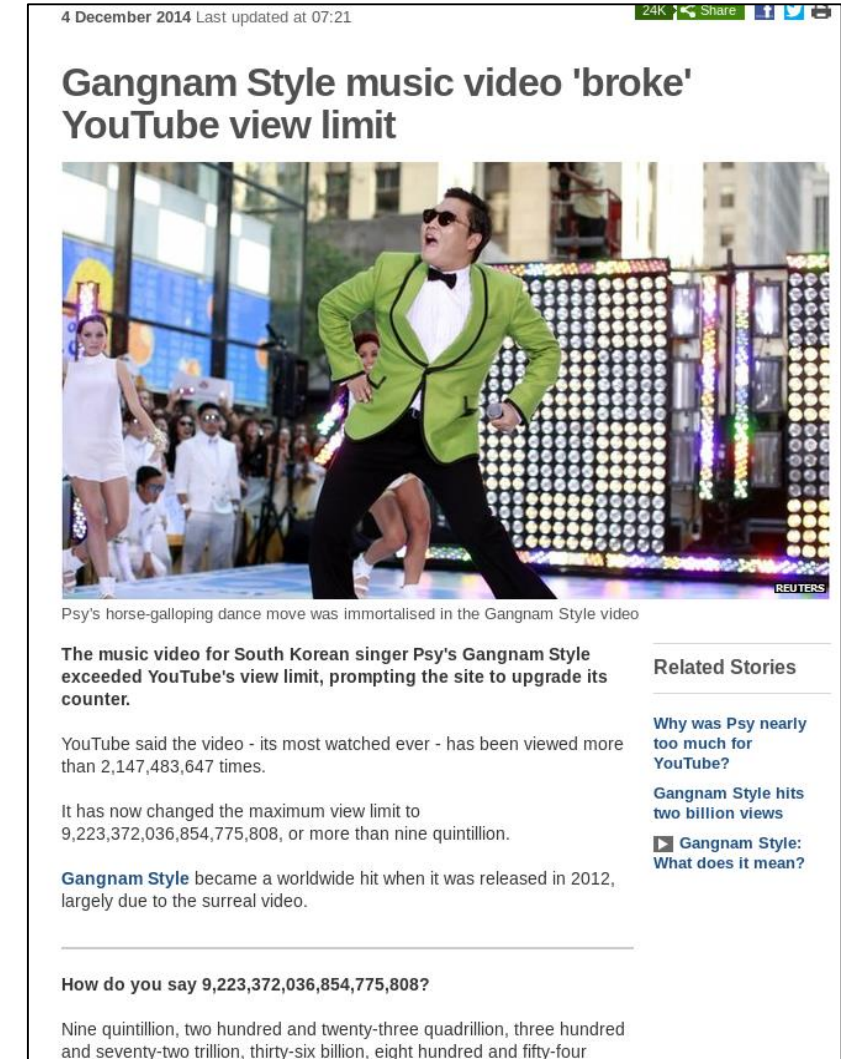 4 December 2014 Last updated at 07:21
24K Share
Gangnam Style music video 'broke'
YouTube view limit
REUTERS
Psy's horse-galloping dance move was immortalised in the Gangnam Style video
The music video for South Korean singer Psy's Gangnam Style
exceeded YouTube's view limit, prompting the site to upgrade its
counter.
YouTube said the video - its most watched ever - has been viewed more
than 2,147,483,647 times.
It has now changed the maximum view limit to
9,223,372,036,854,775,808, or more than nine quintillion.
Gangnam Style became a worldwide hit when it was released in 2012,
largely due to the surreal video.
How do you say 9,223,372,036,854,775,808?
Nine quintillion, two hundred and twenty-three quadrillion, three hundred
and seventy-two trillion, thirty-six billion, eight hundred and fifty-four
Related Stories
Why was Psy nearly
too much for
YouTube?
Gangnam Style hits
two billion views
Gangnam Style:
What does it mean?